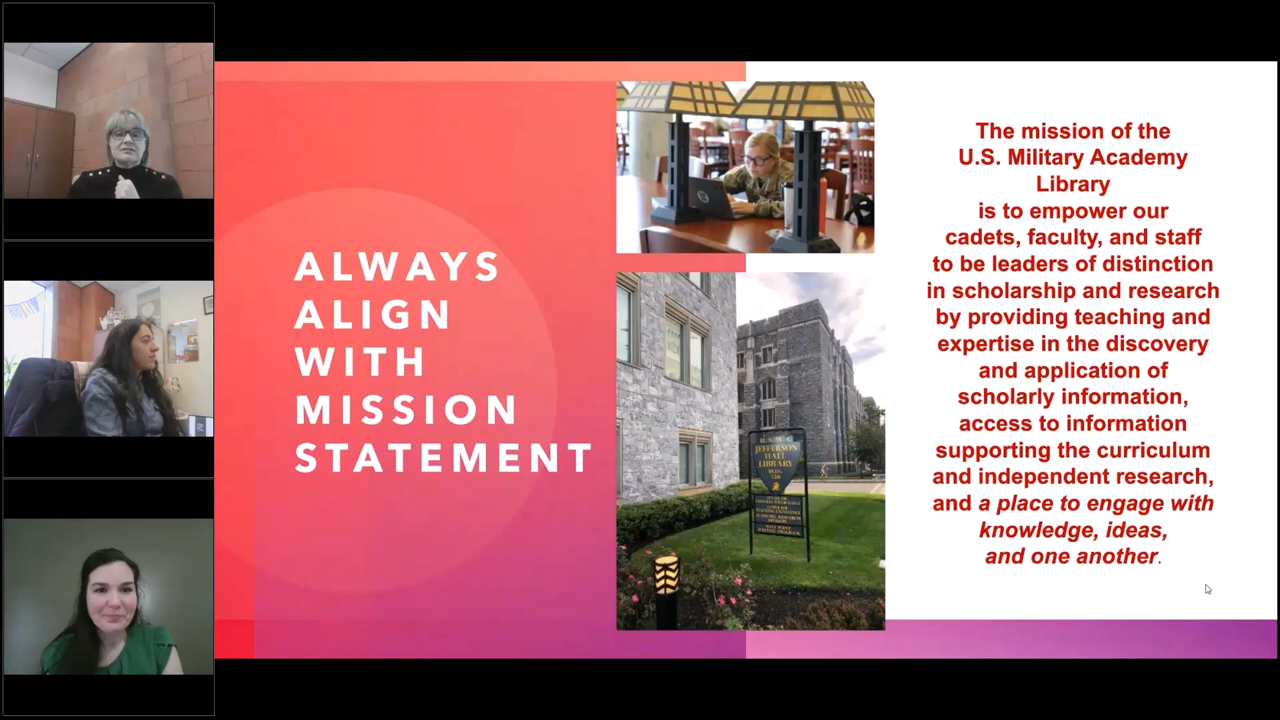 ALWAYS
ALIGN
WITH
MISSION
STATEMENT
JEFFERSON
HALL
LIBRARY
The mission of the
U.S. Military Academy
Library
is to empower our
cadets, faculty, and staff
to be leaders of distinction
in scholarship and research
by providing teaching and
expertise in the discovery
and application of
scholarly information,
access to information
supporting the curriculum
and independent research,
and a place to engage with
knowledge, ideas,
and one another.